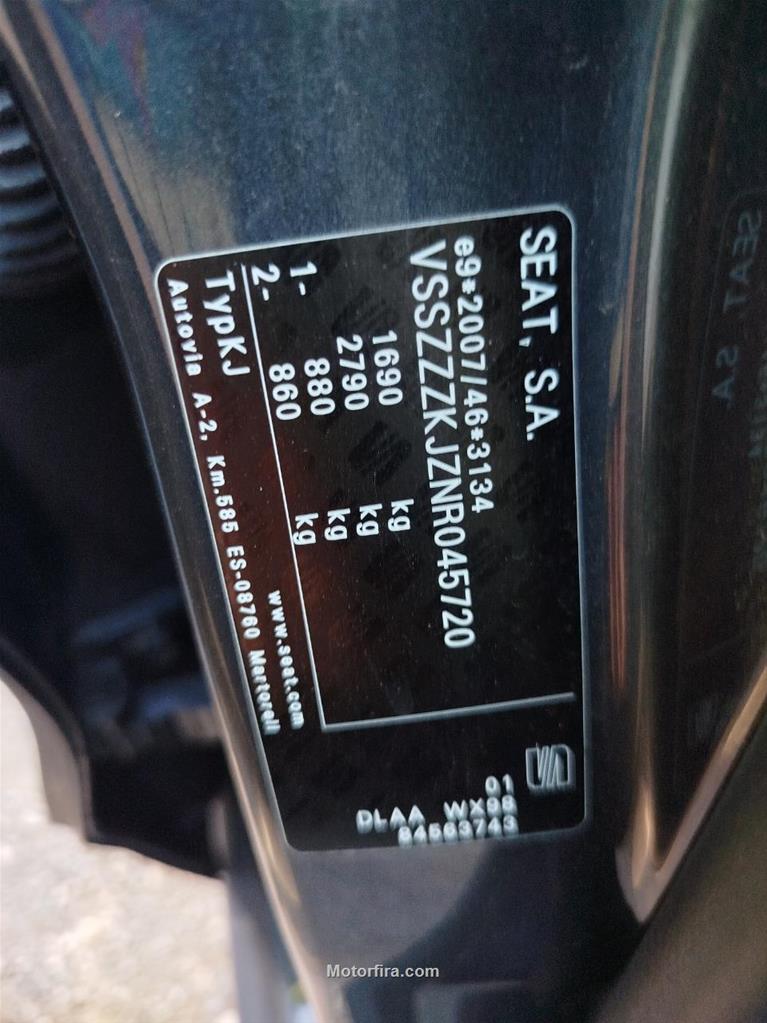 SEAT, S.A.
e9*2007/46*3134
VSSZZZKJZNR045720
1690 kg
2790 kg
1- 880 kg
2- 860 kg
TypKJ
www.seat.com
Autovia A-2, Km.585 ES-08760 Martorell
01
DLAA WX98
84563743
SEAT, S.A.
Motorfira.com